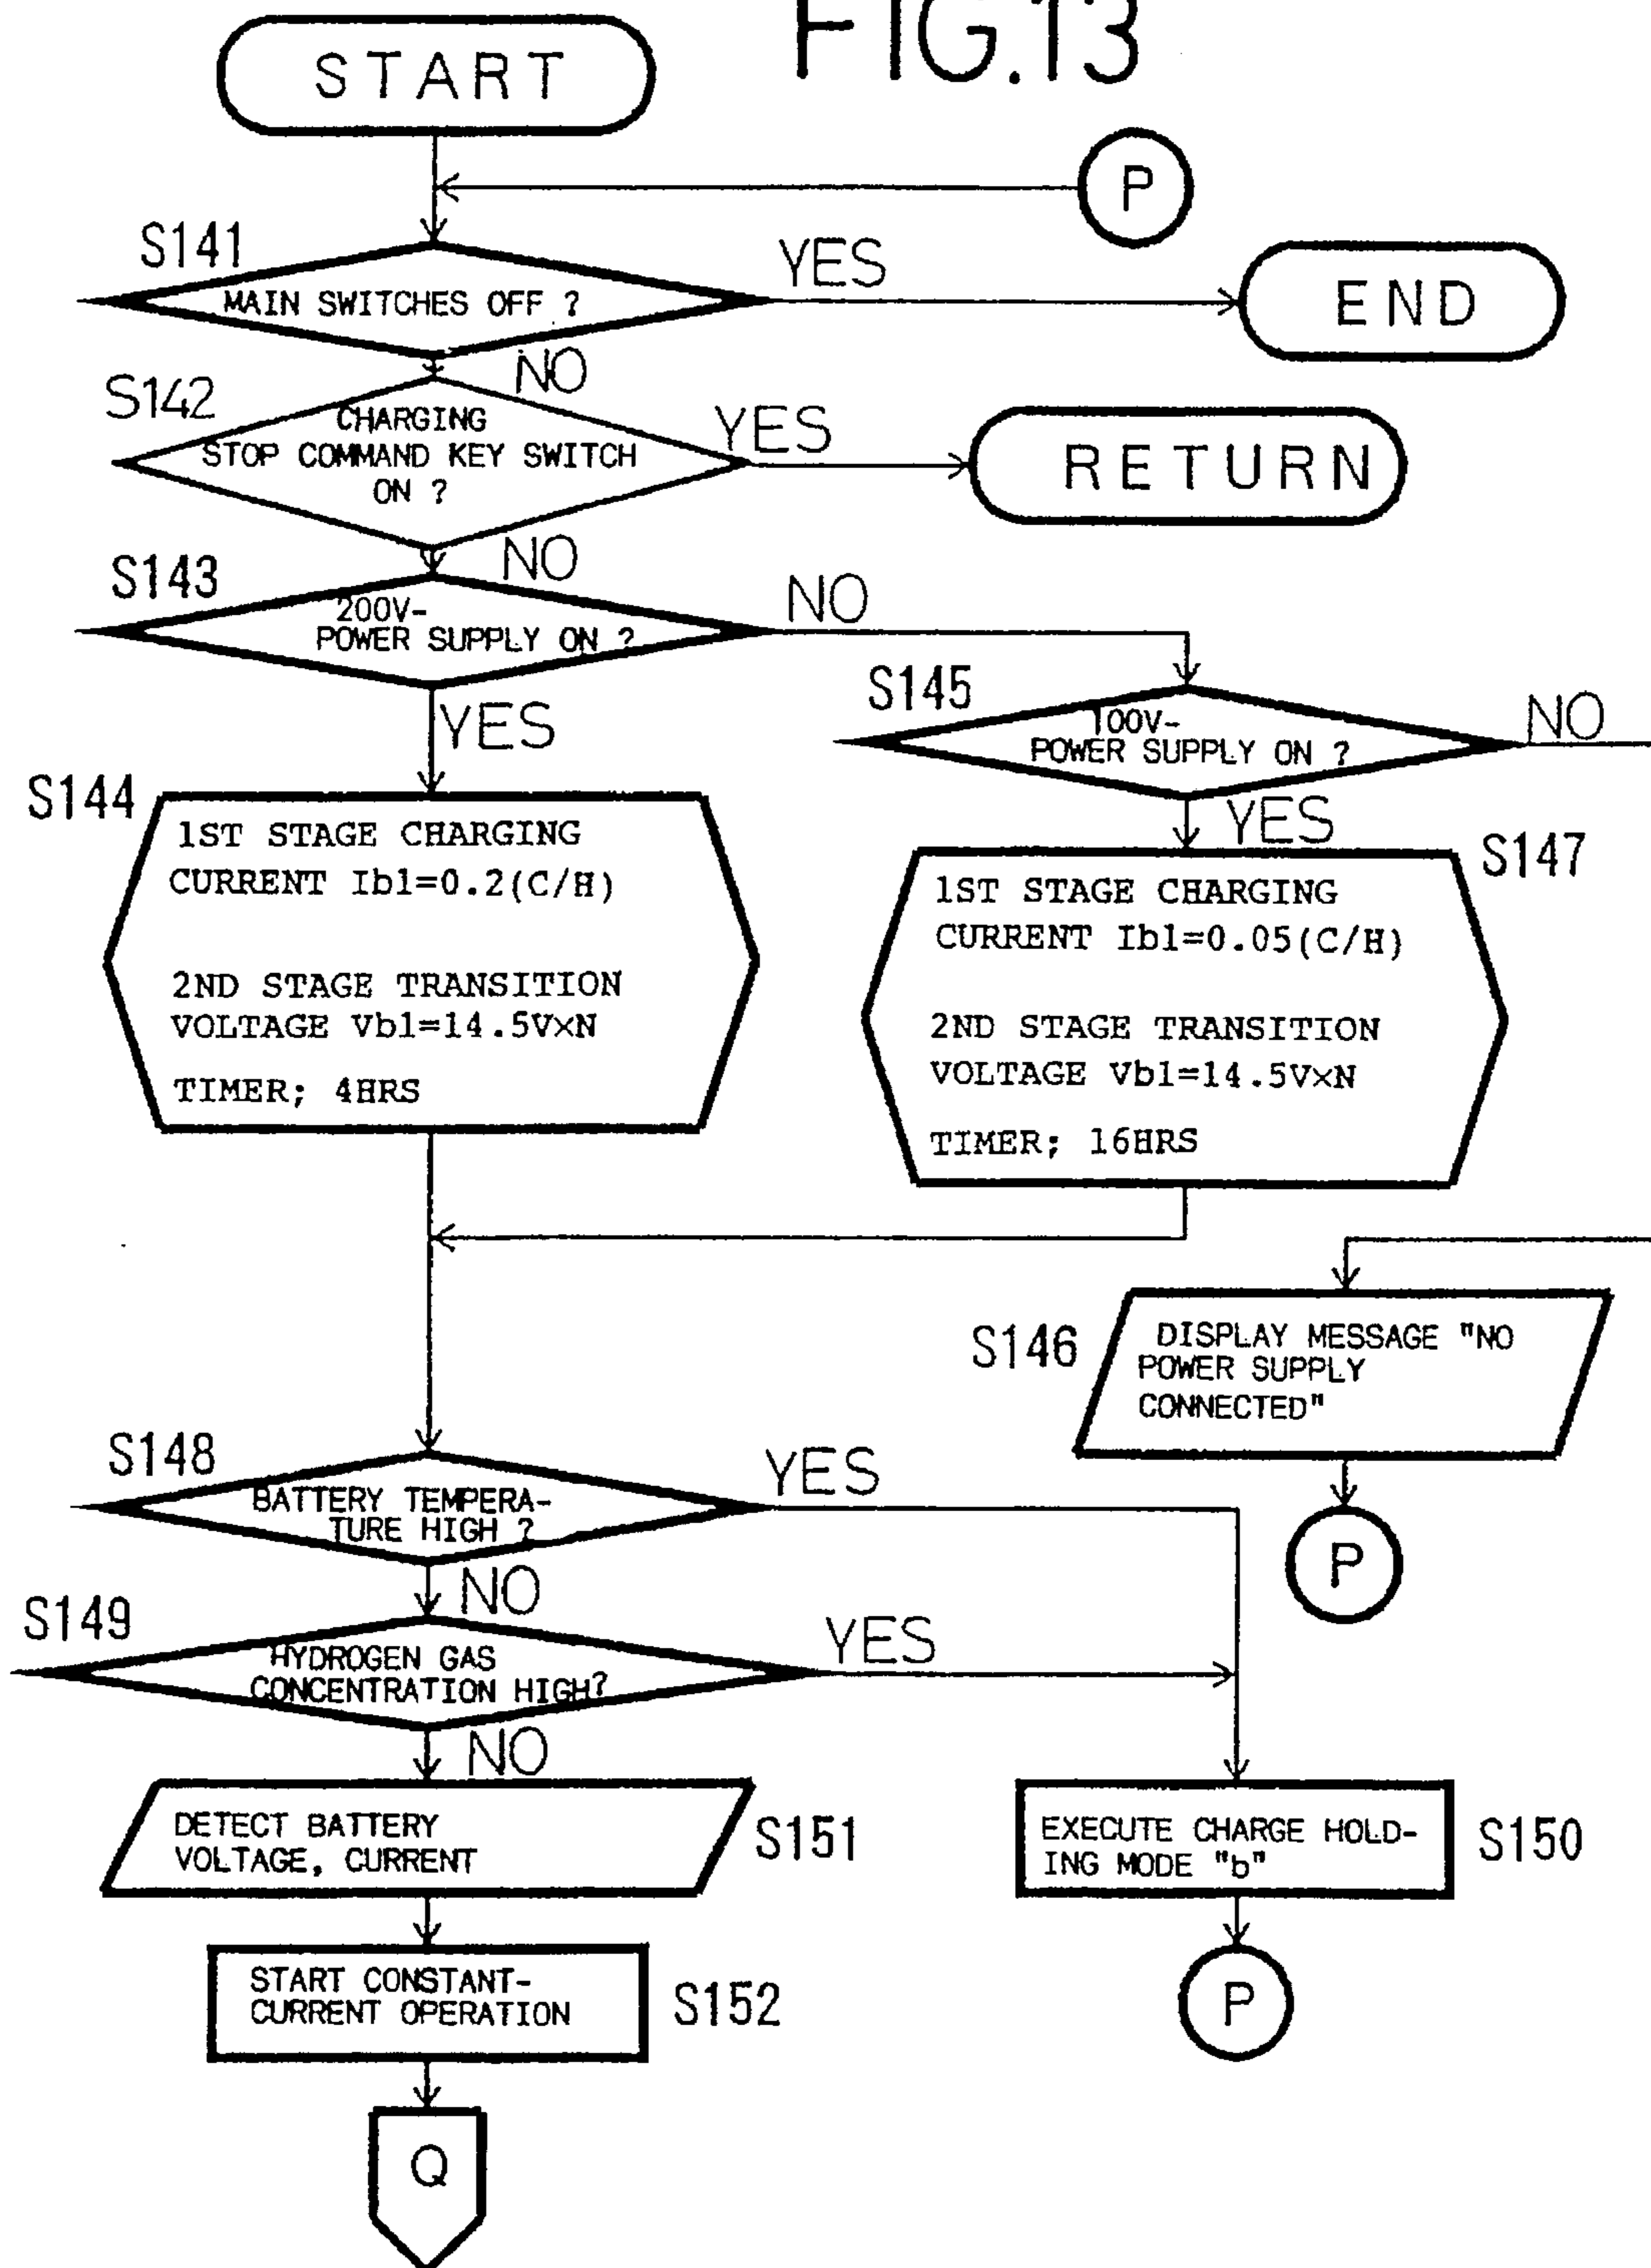 FIG.13
START
P
S141
MAIN SWITCHES OFF ?
YES
END
NO
S142
CHARGING
STOP COMMAND KEY SWITCH
ON ?
YES
RETURN
NO
S143
200V-
POWER SUPPLY ON ?
NO
YES
S145
100V-
POWER SUPPLY ON ?
NO
YES
S144
1ST STAGE CHARGING
CURRENT Ib1=0.2(C/H)
2ND STAGE TRANSITION
VOLTAGE Vb1=14.5V×N
TIMER; 4HRS
S147
1ST STAGE CHARGING
CURRENT Ib1=0.05(C/H)
2ND STAGE TRANSITION
VOLTAGE Vb1=14.5V×N
TIMER; 16HRS
S146
DISPLAY MESSAGE "NO
POWER SUPPLY
CONNECTED"
P
S148
BATTERY TEMPERA-
TURE HIGH ?
YES
NO
S149
HYDROGEN GAS
CONCENTRATION HIGH?
YES
NO
DETECT BATTERY
VOLTAGE, CURRENT
S151
EXECUTE CHARGE HOLD-
ING MODE "b"
S150
START CONSTANT-
CURRENT OPERATION
S152
P
Q